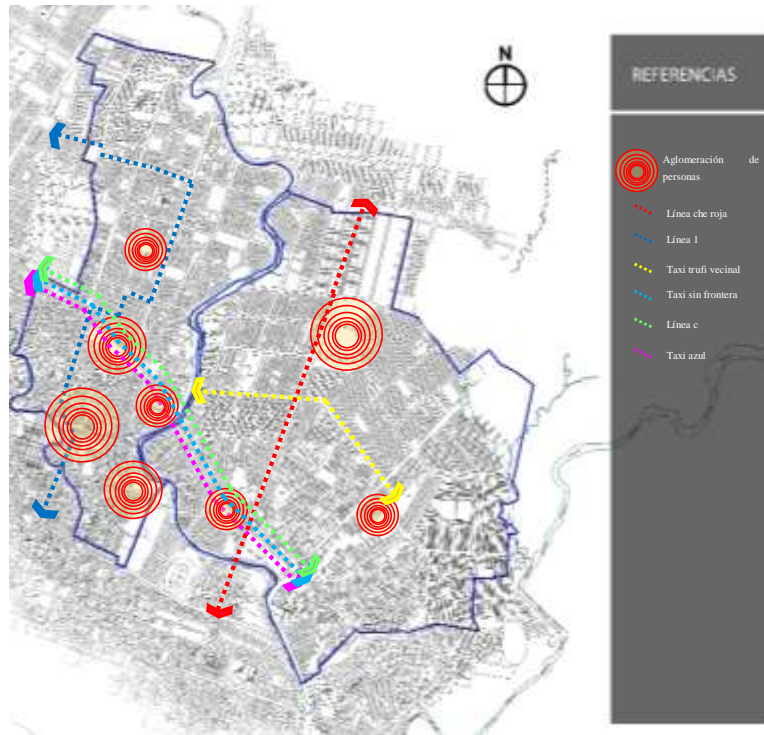 N
REFERENCIAS
Aglomeración de
personas
Línea che roja
Línea 1
Taxi trufi vecinal
Taxi sin frontera
Línea c
Taxi azul